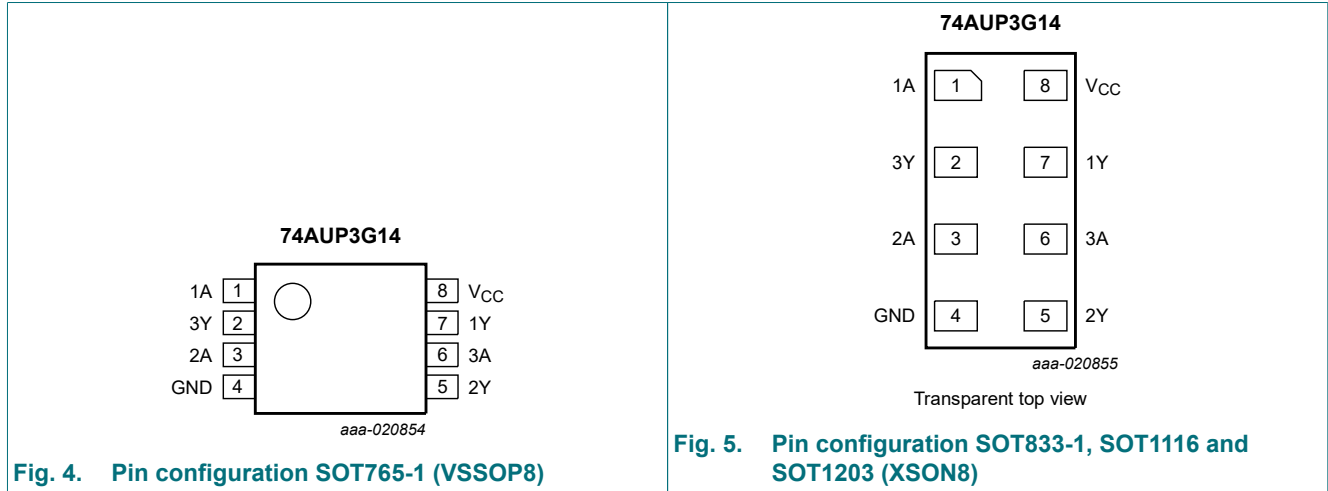 74AUP3G14
1A 1 8 VCC
3Y 2 7 1Y
2A 3 6 3A
GND 4 5 2Y
aaa-020854
Fig. 4. Pin configuration SOT765-1 (VSSOP8)
74AUP3G14
1A 1 8 VCC
3Y 2 7 1Y
2A 3 6 3A
GND 4 5 2Y
aaa-020855
Transparent top view
Fig. 5. Pin configuration SOT833-1, SOT1116 and
SOT1203 (XSON8)